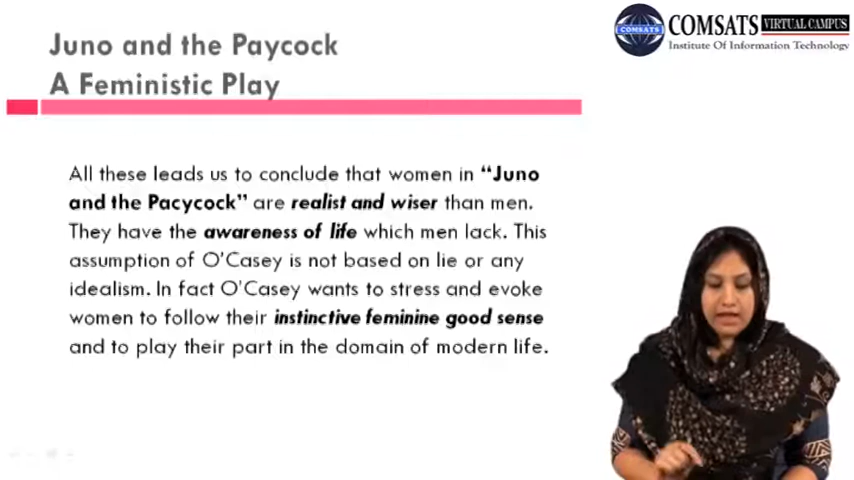 Juno and the Paycock
A Feministic Play
COMSATS VIRTUAL CAMPUS
Institute Of Information Technology
COMSATS
All these leads us to conclude that women in “Juno
and the Pacycock” are realist and wiser than men.
They have the awareness of life which men lack. This
assumption of O’Casey is not based on lie or any
idealism. In fact O’Casey wants to stress and evoke
women to follow their instinctive feminine good sense
and to play their part in the domain of modern life.